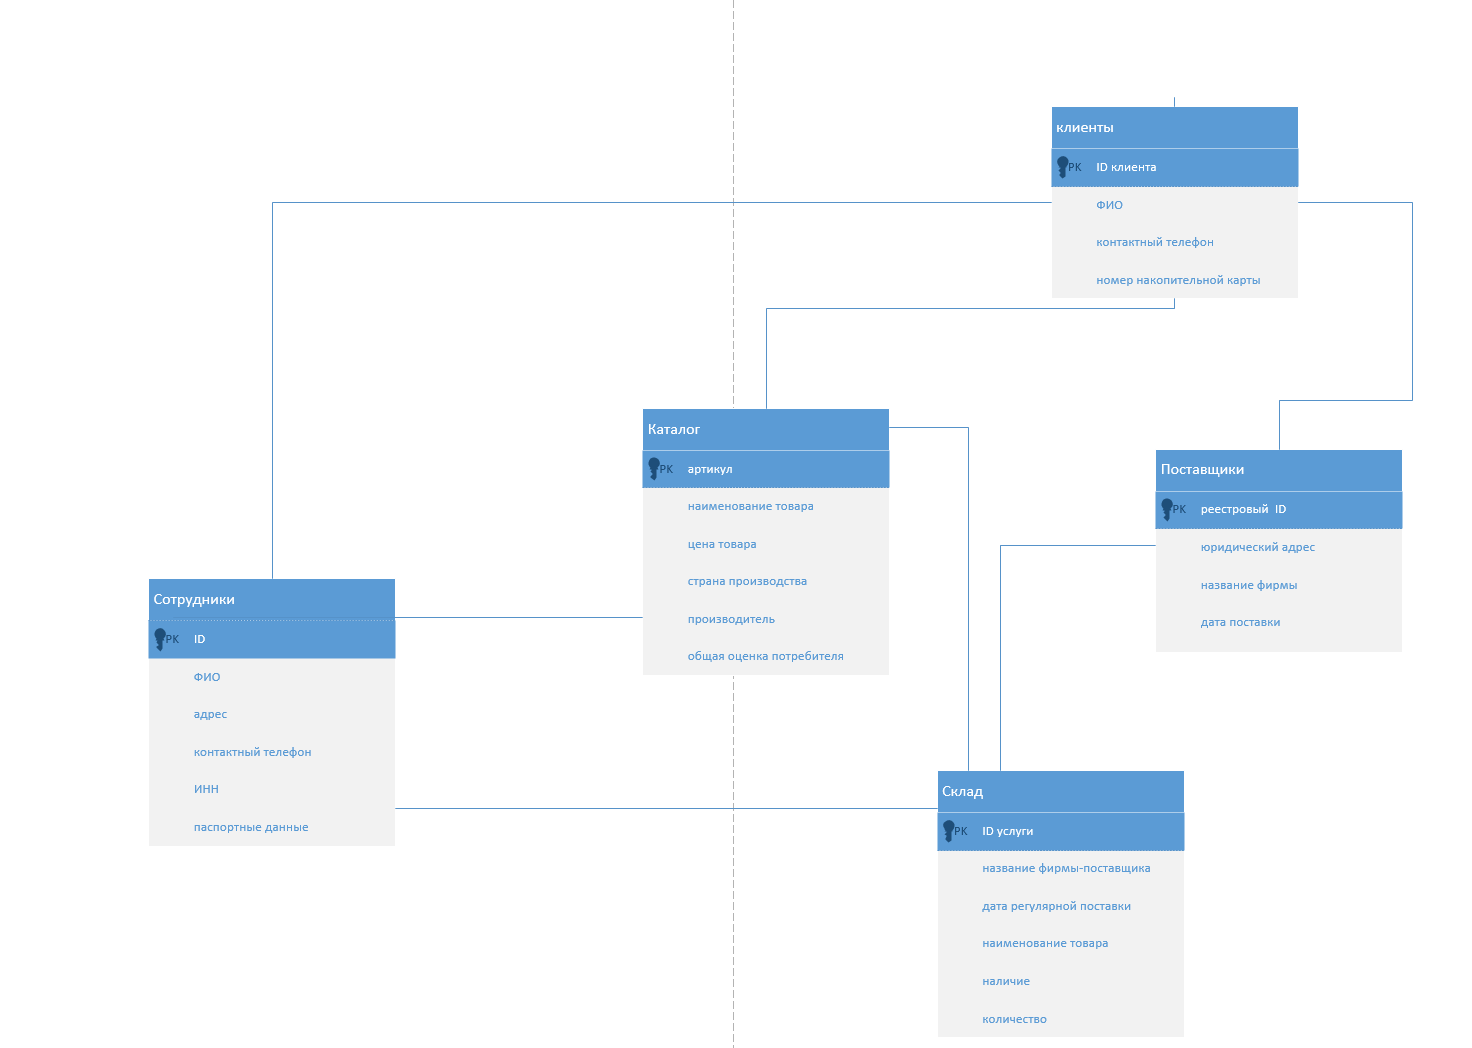 клиенты
PK ID клиента
ФИО
контактный телефон
номер накопительной карты
Каталог
PK артикул
наименование товара
цена товара
страна производства
производитель
общая оценка потребителя
Поставщики
PK реестровый ID
юридический адрес
название фирмы
дата поставки
Сотрудники
PK ID
ФИО
адрес
контактный телефон
ИНН
паспортные данные
Склад
PK ID услуги
название фирмы-поставщика
дата регулярной поставки
наименование товара
наличие
количество